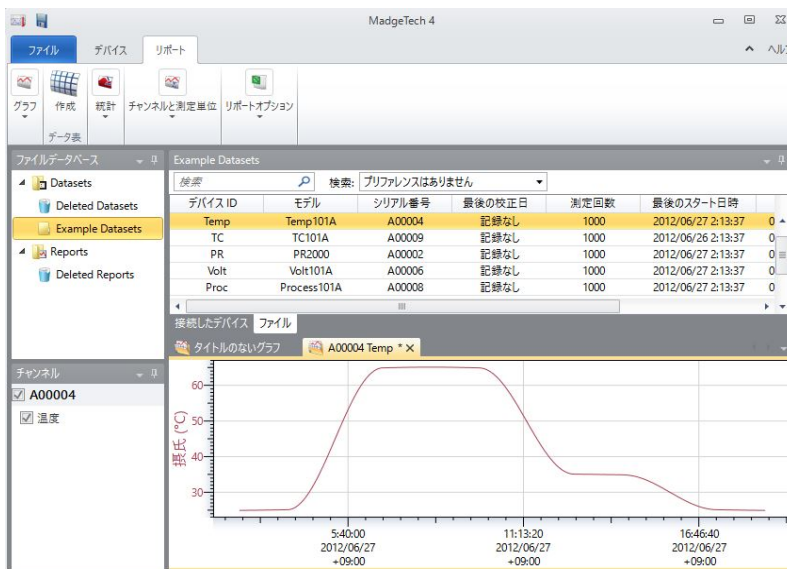 MadgeTech 4
ファイル デバイス リポート
グラフ 作成 統計 チャンネルと測定単位 リポートオプション
データ表
ファイルデータベース
Datasets
Deleted Datasets
Example Datasets
Reports
Deleted Reports
Example Datasets
検索 検索: プリファレンスはありません
デバイス ID モデル シリアル番号 最後の校正日 測定回数 最後のスタート日時
Temp Temp101A A00004 記録なし 1000 2012/06/27 2:13:37 0
TC TC101A A00009 記録なし 1000 2012/06/26 2:13:37 0
PR PR2000 A00002 記録なし 1000 2012/06/27 2:13:37 0
Volt Volt101A A00006 記録なし 1000 2012/06/27 2:13:37 0
Proc Process101A A00008 記録なし 1000 2012/06/27 2:13:37 0
接続したデバイス ファイル
タイトルのないグラフ A00004 Temp *
チャンネル
A00004
温度
摂氏 (°C)
60
50
40
30
5:40:00 11:13:20 16:46:40
2012/06/27 2012/06/27 2012/06/27
+09:00 +09:00 +09:00